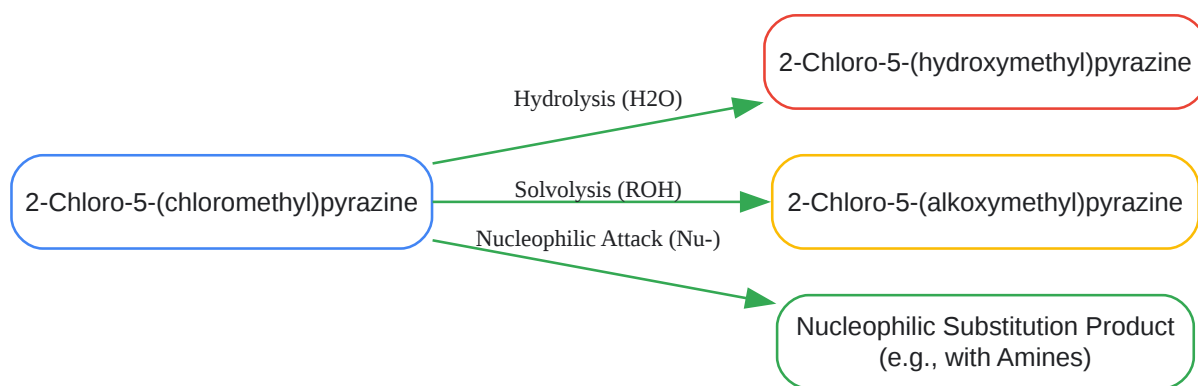 2-Chloro-5-(hydroxymethyl)pyrazine
Hydrolysis (H2O)
2-Chloro-5-(chloromethyl)pyrazine
Solvolysis (ROH)
2-Chloro-5-(alkoxymethyl)pyrazine
Nucleophilic Attack (Nu-)
Nucleophilic Substitution Product
(e.g., with Amines)